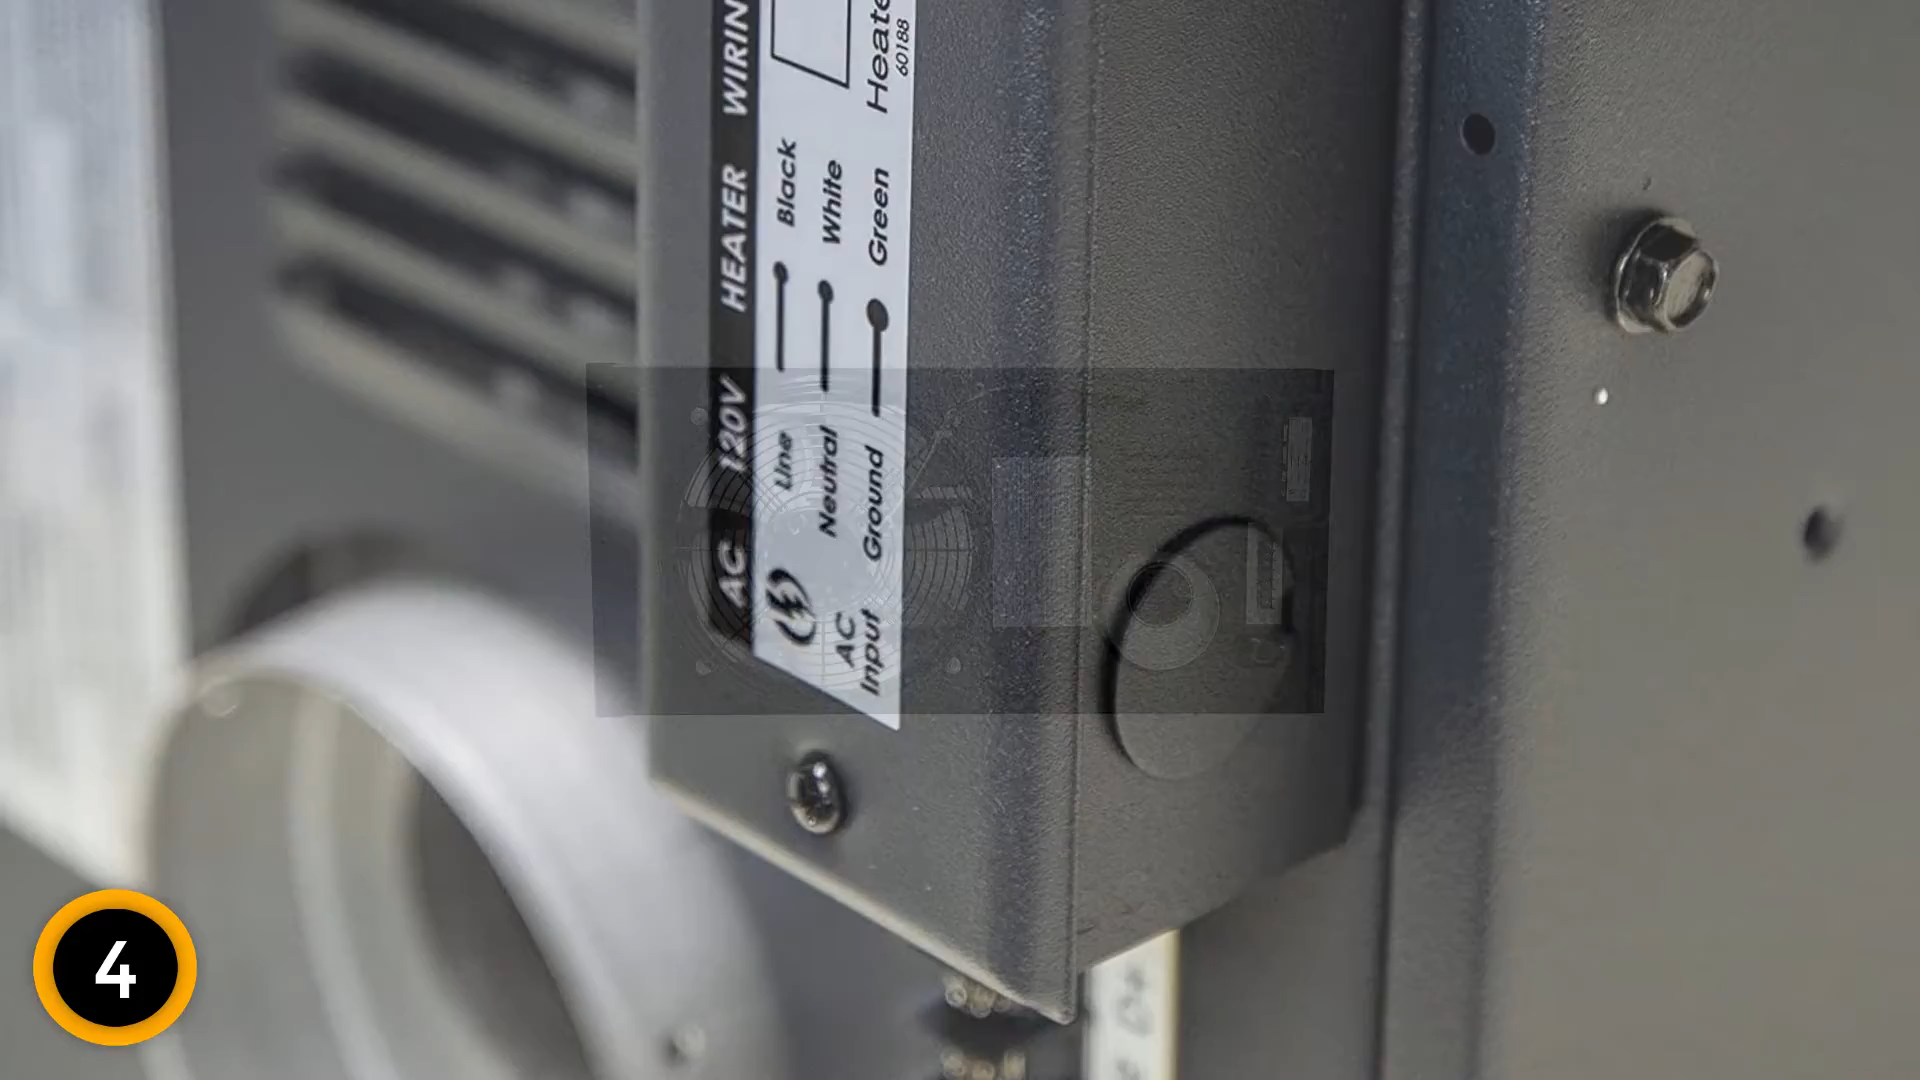 AC 120V HEATER WIRIN
Line Black
Neutral White
AC
Input
Ground Green
Heate
60188
4